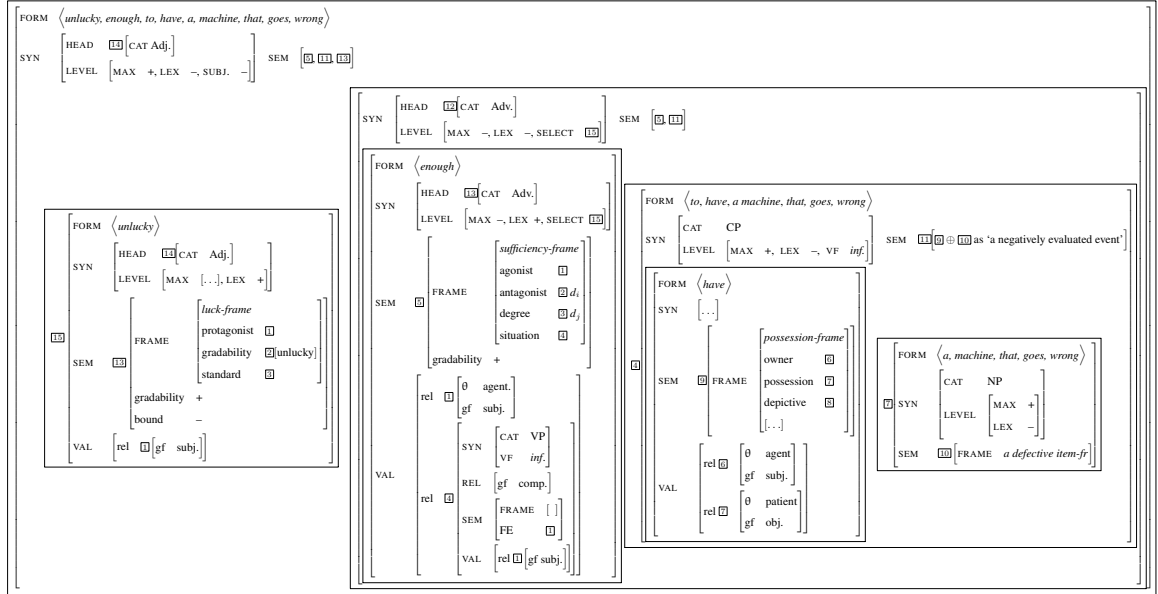 FORM ⟨unlucky, enough, to, have, a, machine, that, goes, wrong⟩
SYN [HEAD 14[CAT Adj.]
LEVEL [MAX +, LEX –, SUBJ. –]] SEM [5, 11, 13]
SYN [HEAD 12[CAT Adv.]
LEVEL [MAX –, LEX –, SELECT 15]] SEM [5, 11]
15
FORM ⟨unlucky⟩
SYN [HEAD 14[CAT Adj.]
LEVEL [MAX [...], LEX +]]
SEM 13
FRAME
luck-frame
protagonist 1
gradability 2[unlucky]
standard 3
gradability +
bound –
VAL [rel 1[gf subj.]]
FORM ⟨enough⟩
SYN [HEAD 13[CAT Adv.]
LEVEL [MAX –, LEX +, SELECT 15]]
SEM 5
FRAME
sufficiency-frame
agonist 1
antagonist 2 d_i
degree 3 d_j
situation 4
gradability +
VAL
rel 1 [θ agent.
gf subj.]
rel 4
SYN [CAT VP
VF inf.]
REL [gf comp.]
SEM [FRAME [ ]
FE 1]
VAL [rel 1[gf subj.]]
FORM ⟨to, have, a machine, that, goes, wrong⟩
SYN [CAT CP
LEVEL [MAX +, LEX –, VF inf.]] SEM 11[9 ⊕ 10 as ‘a negatively evaluated event’]
4
FORM ⟨have⟩
SYN [...]
SEM 9 FRAME
possession-frame
owner 6
possession 7
depictive 8
[...]
VAL
rel 6 [θ agent
gf subj.]
rel 7 [θ patient
gf obj.]
7
FORM ⟨a, machine, that, goes, wrong⟩
SYN [CAT NP
LEVEL [MAX +
LEX –]]
SEM 10[FRAME a defective item-fr]